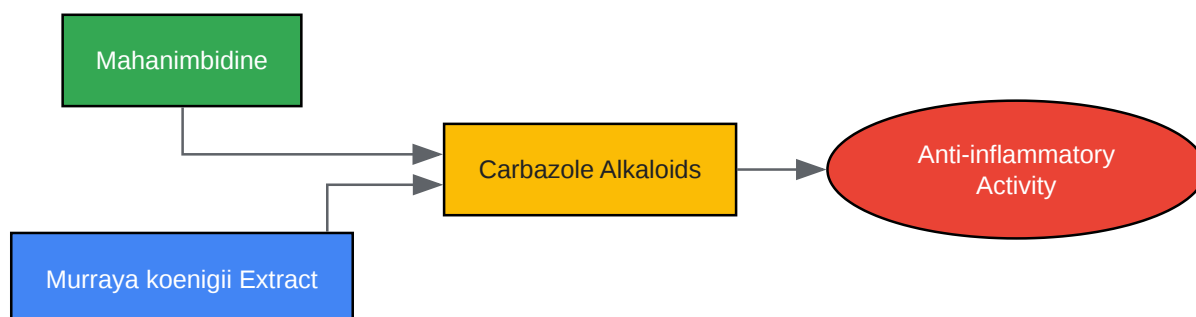 Mahanimbidine
Carbazole Alkaloids
Anti-inflammatory
Activity
Murraya koenigii Extract